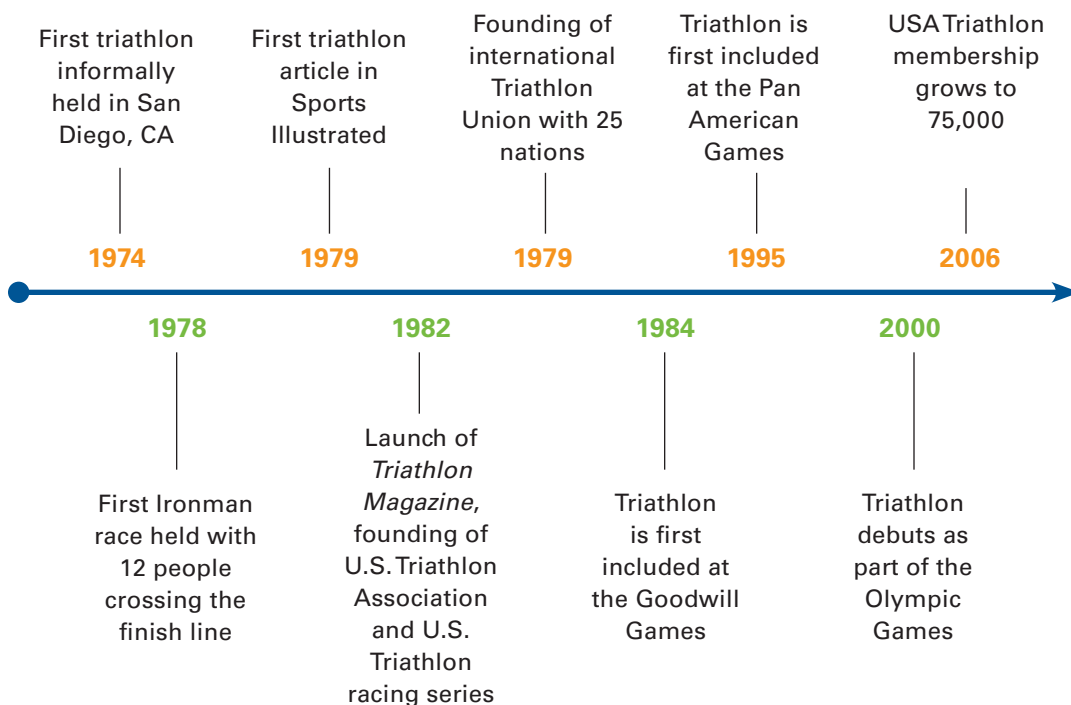 First triathlon
informally
held in San
Diego, CA
First triathlon
article in
Sports
Illustrated
Founding of
international
Triathlon
Union with 25
nations
Triathlon is
first included
at the Pan
American
Games
USA Triathlon
membership
grows to
75,000
1974
1979
1979
1995
2006
1978
1982
1984
2000
First Ironman
race held with
12 people
crossing the
finish line
Launch of
Triathlon
Magazine,
founding of
U.S. Triathlon
Association
and U.S.
Triathlon
racing series
Triathlon
is first
included at
the Goodwill
Games
Triathlon
debuts as
part of the
Olympic
Games